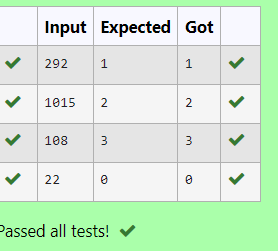 Input Expected Got
292 1 1
1015 2 2
108 3 3
22 0 0
Passed all tests!